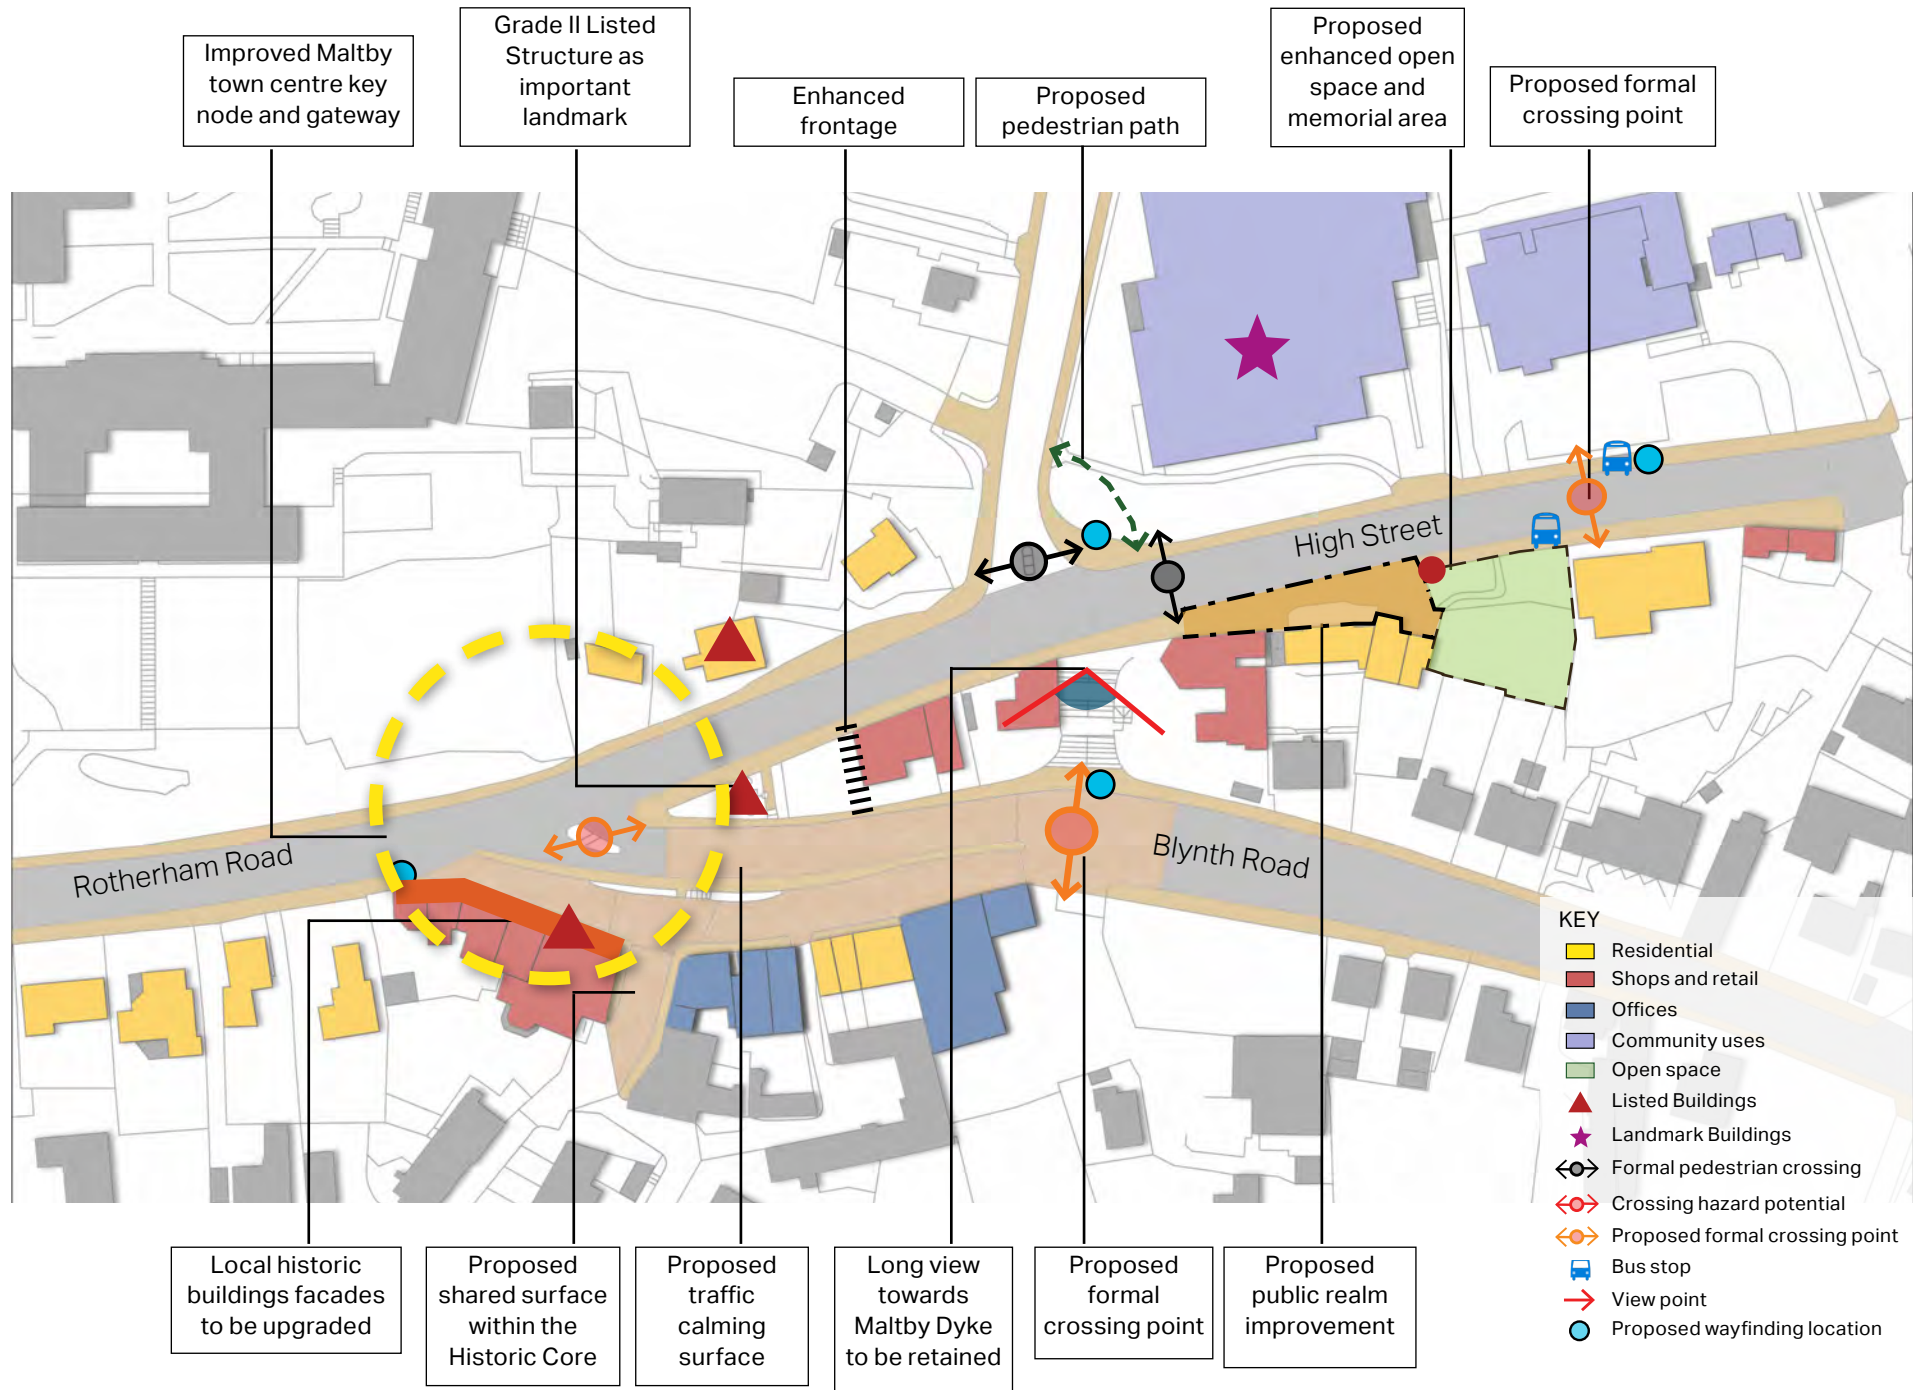 Improved Maltby
town centre key
node and gateway
Grade II Listed
Structure as
important
landmark
Enhanced
frontage
Proposed
pedestrian path
Proposed
enhanced open
space and
memorial area
Proposed formal
crossing point
High Street
Rotherham Road
Blynth Road
KEY
Residential
Shops and retail
Offices
Community uses
Open space
Listed Buildings
Landmark Buildings
Formal pedestrian crossing
Crossing hazard potential
Proposed formal crossing point
Bus stop
View point
Proposed wayfinding location
Local historic
buildings facades
to be upgraded
Proposed
shared surface
within the
Historic Core
Proposed
traffic
calming
surface
Long view
towards
Maltby Dyke
to be retained
Proposed
formal
crossing point
Proposed
public realm
improvement